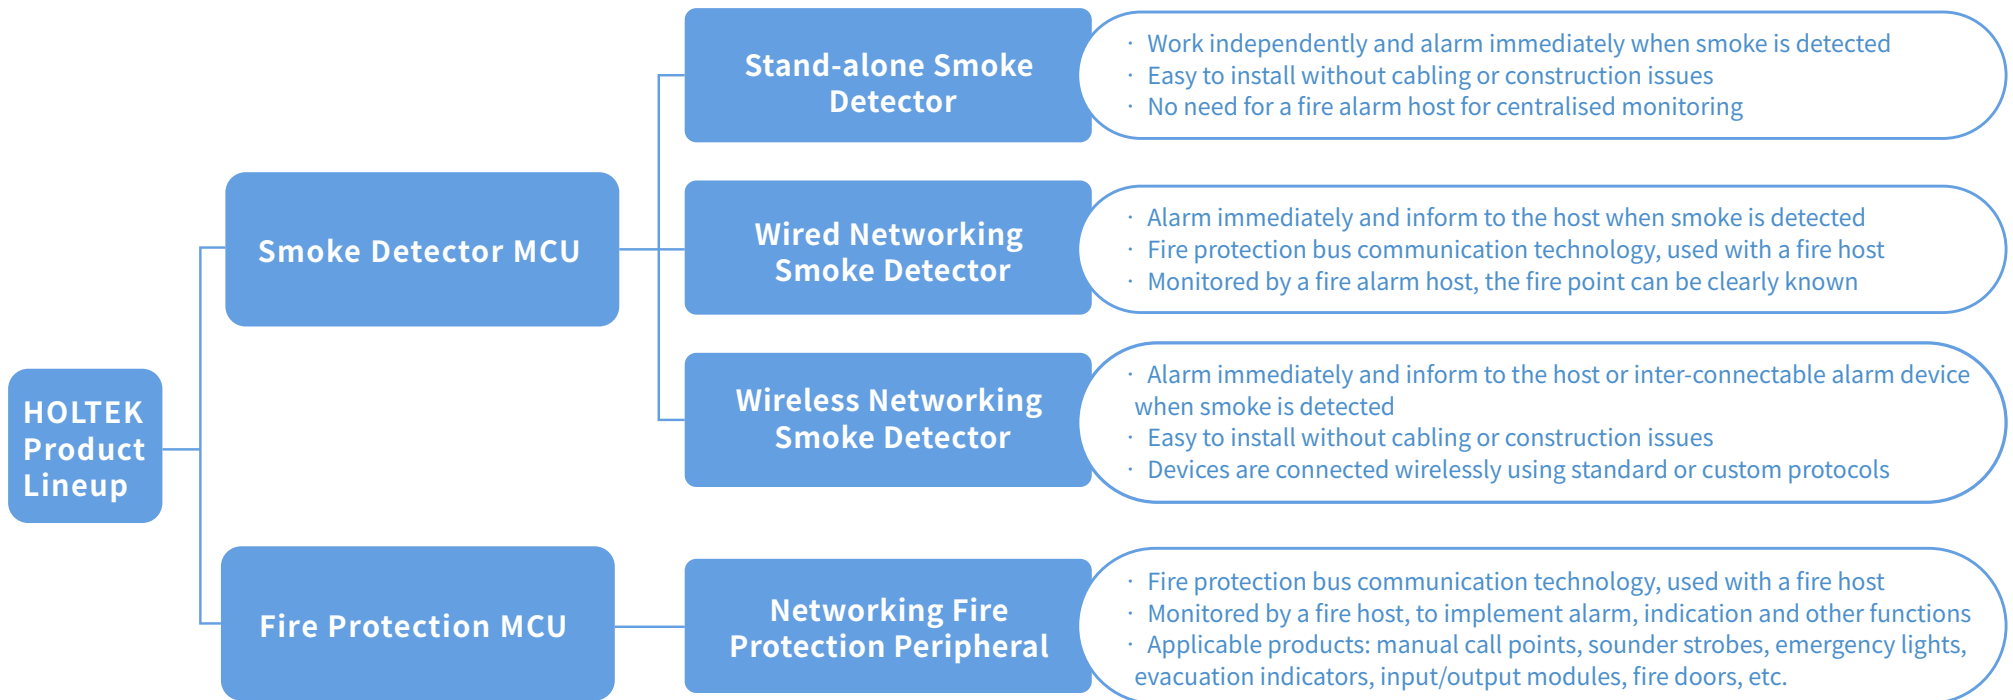 HOLTEK
Product
Lineup
Smoke Detector MCU
Stand-alone Smoke
Detector
· Work independently and alarm immediately when smoke is detected
· Easy to install without cabling or construction issues
· No need for a fire alarm host for centralised monitoring
Wired Networking
Smoke Detector
· Alarm immediately and inform to the host when smoke is detected
· Fire protection bus communication technology, used with a fire host
· Monitored by a fire alarm host, the fire point can be clearly known
Wireless Networking
Smoke Detector
· Alarm immediately and inform to the host or inter-connectable alarm device
when smoke is detected
· Easy to install without cabling or construction issues
· Devices are connected wirelessly using standard or custom protocols
Fire Protection MCU
Networking Fire
Protection Peripheral
· Fire protection bus communication technology, used with a fire host
· Monitored by a fire host, to implement alarm, indication and other functions
· Applicable products: manual call points, sounder strobes, emergency lights,
evacuation indicators, input/output modules, fire doors, etc.